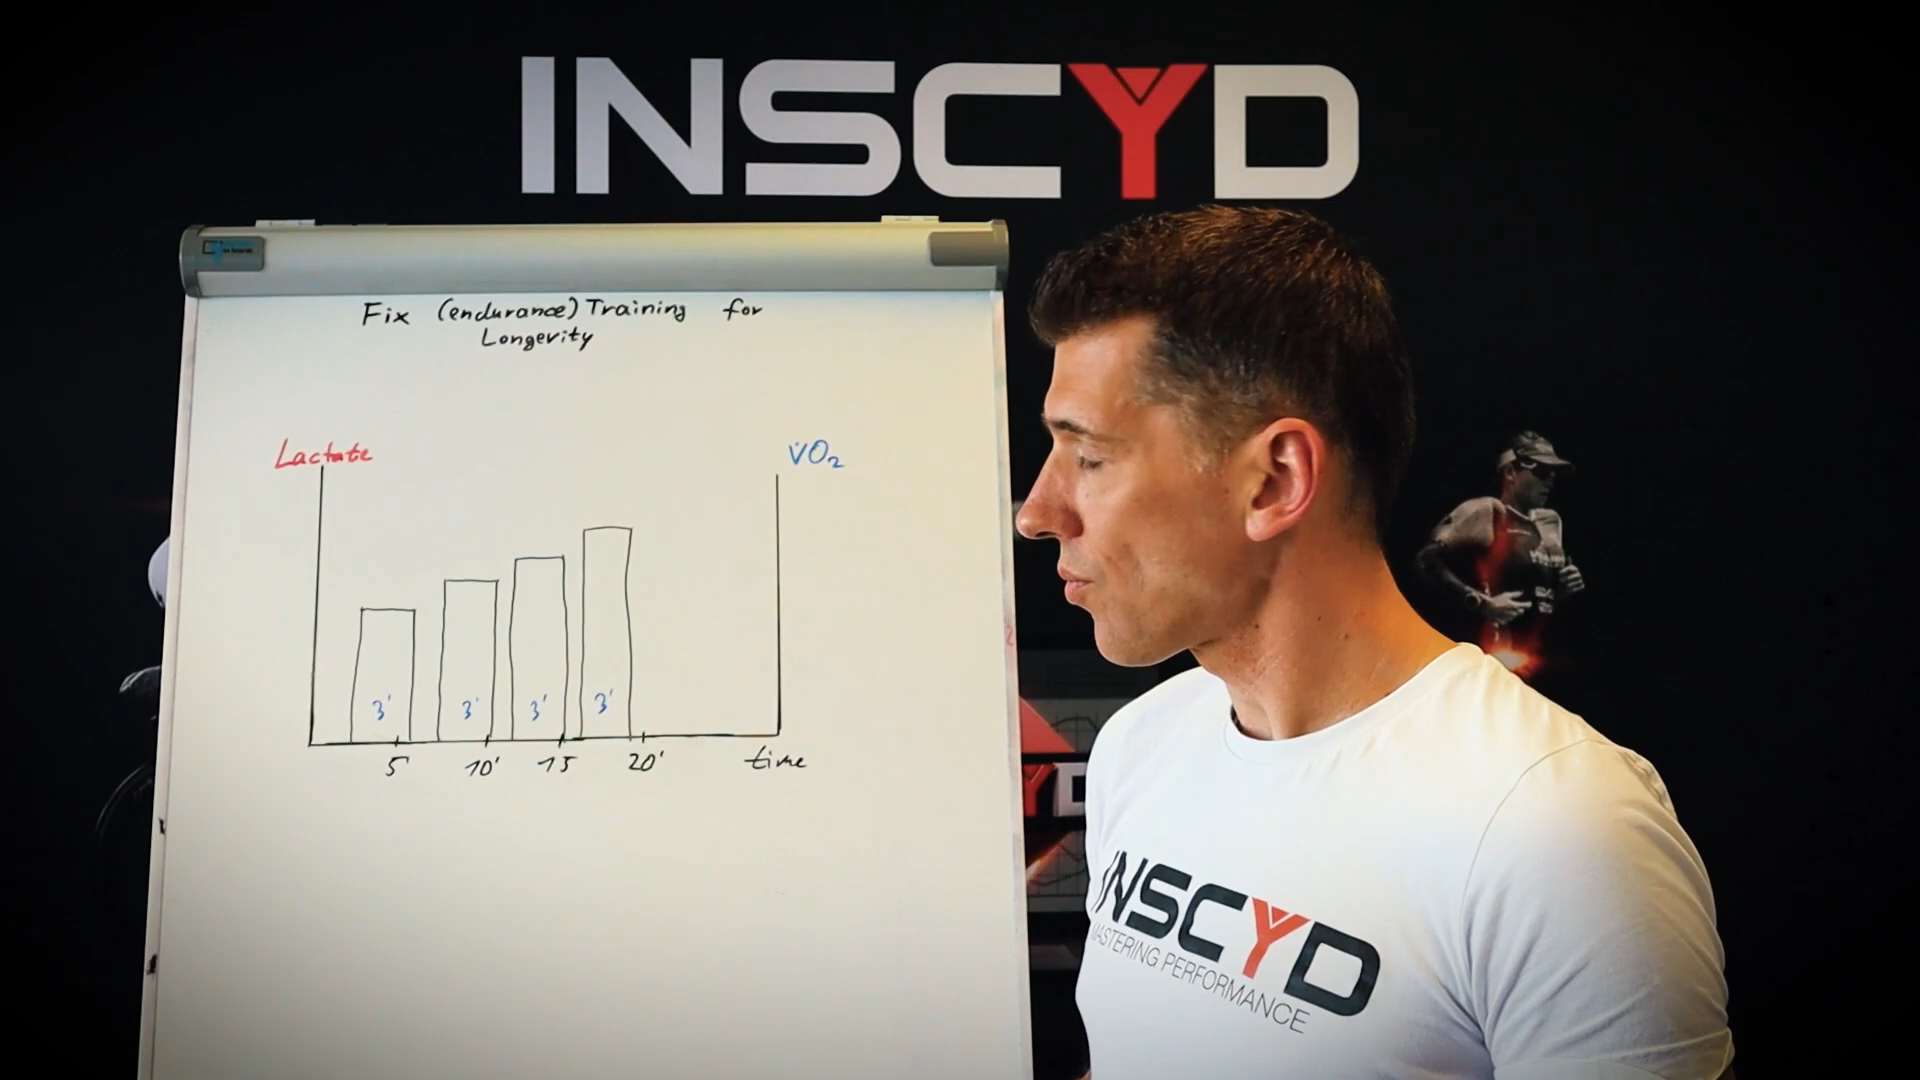 INSCYD
Fix (endurance) Training for
Longevity
Lactate
V̇O₂
3' 3' 3' 3'
5' 10' 15 20' time
INSCYD
MASTERING PERFORMANCE